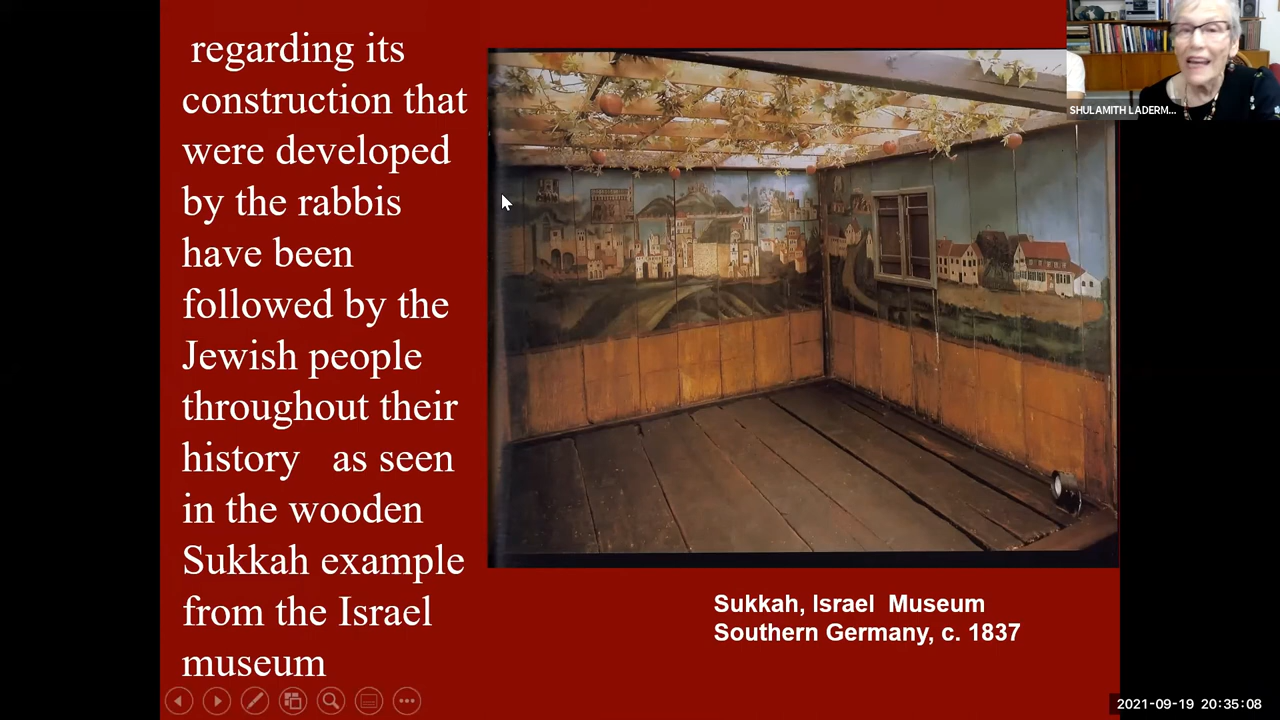 regarding its
construction that
were developed
by the rabbis
have been
followed by the
Jewish people
throughout their
history as seen
in the wooden
Sukkah example
from the Israel
museum
Sukkah, Israel Museum
Southern Germany, c. 1837
SHULAMITH LADERM...
2021-09-19 20:35:08